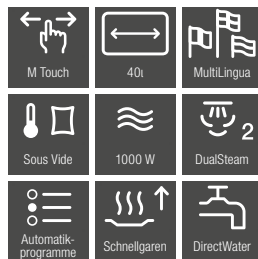 M Touch
40l
MultiLingua
Sous Vide
1000 W
2
DualSteam
Automatik-
programme
Schnellgaren
DirectWater